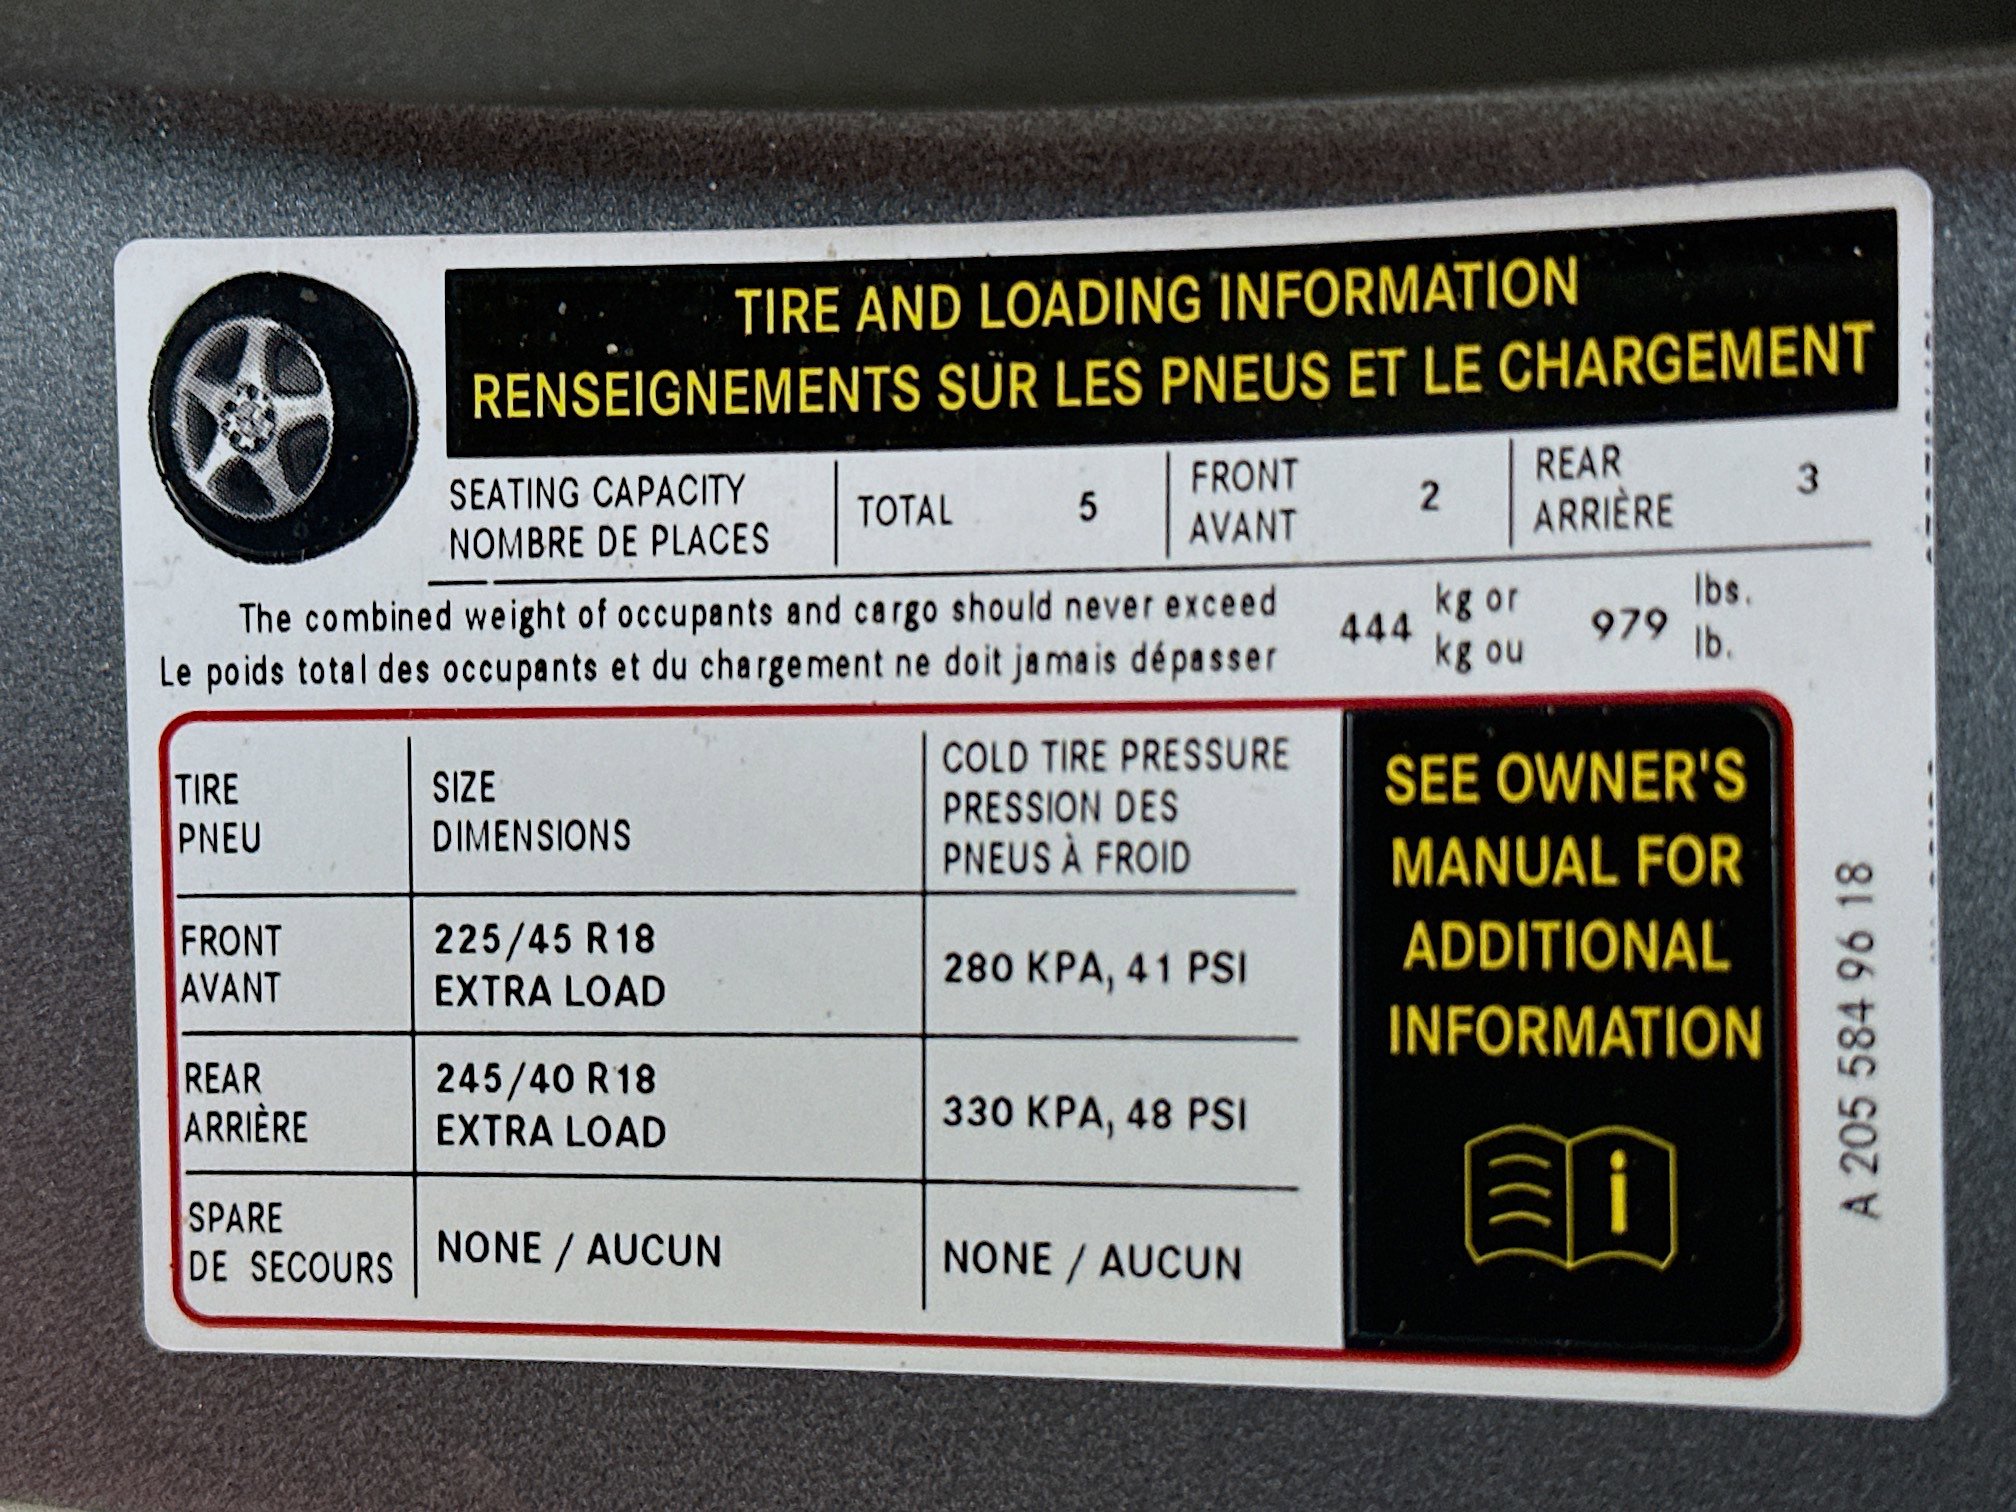 TIRE AND LOADING INFORMATION
RENSEIGNEMENTS SUR LES PNEUS ET LE CHARGEMENT
SEATING CAPACITY
NOMBRE DE PLACES
TOTAL 5
FRONT
AVANT
2
REAR
ARRIÈRE
3
The combined weight of occupants and cargo should never exceed
Le poids total des occupants et du chargement ne doit jamais dépasser
444
kg or
kg ou
979
lbs.
lb.
TIRE
PNEU
SIZE
DIMENSIONS
COLD TIRE PRESSURE
PRESSION DES
PNEUS À FROID
FRONT
AVANT
225/45 R18
EXTRA LOAD
280 KPA, 41 PSI
REAR
ARRIÈRE
245/40 R18
EXTRA LOAD
330 KPA, 48 PSI
SPARE
DE SECOURS
NONE / AUCUN
NONE / AUCUN
SEE OWNER'S
MANUAL FOR
ADDITIONAL
INFORMATION
i
A 205 584 96 18